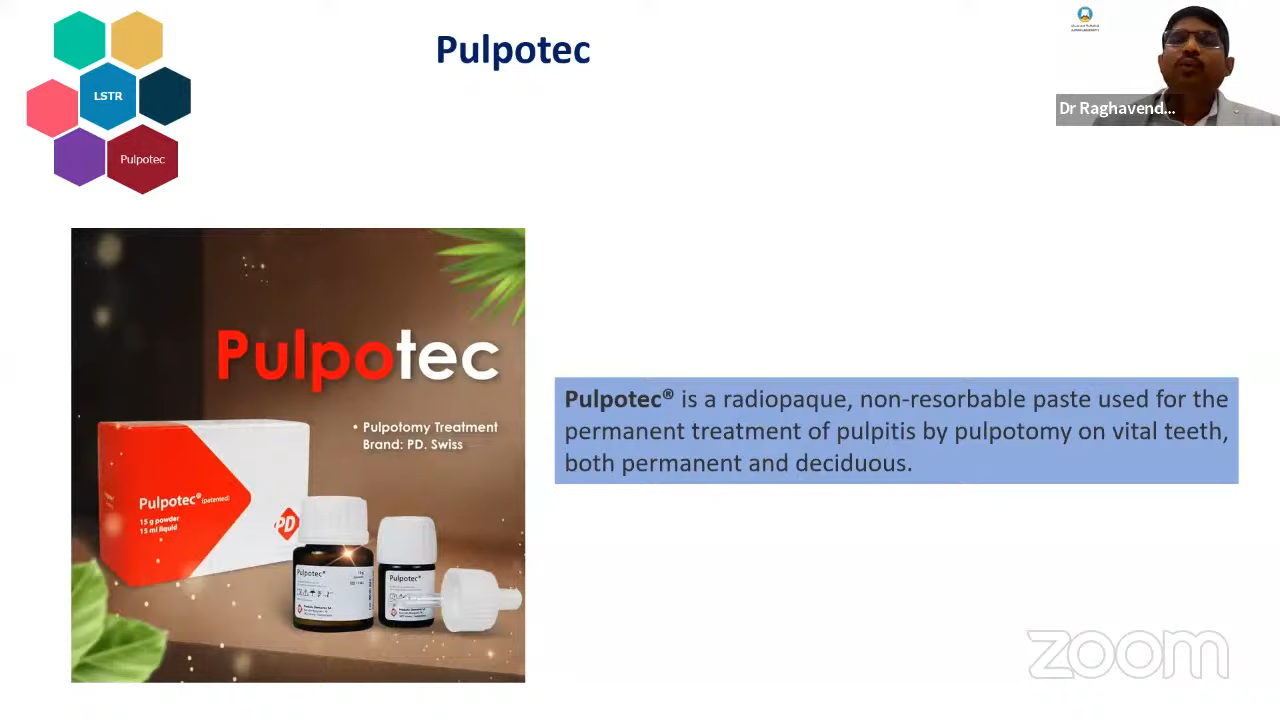 Pulpotec
LSTR
Pulpotec
Dr Raghavend...
Pulpotec
• Pulpotomy Treatment
Brand: PD. Swiss
Pulpotec® (patented)
15 g powder
15 ml liquid
PD
Pulpotec®
Pulpotec®
Pulpotec® is a radiopaque, non-resorbable paste used for the
permanent treatment of pulpitis by pulpotomy on vital teeth,
both permanent and deciduous.
zoom